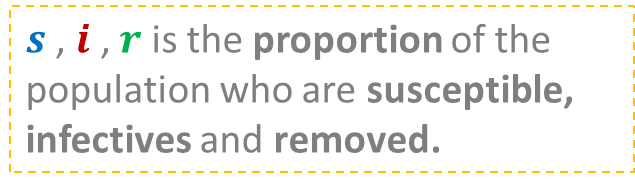 s , i , r is the proportion of the
population who are susceptible,
infectives and removed.